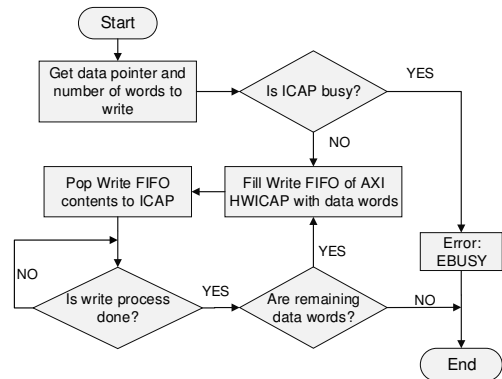 Start
Get data pointer and
number of words to
write
Is ICAP busy?
YES
NO
Pop Write FIFO
contents to ICAP
Fill Write FIFO of AXI
HWICAP with data words
Error:
EBUSY
NO
YES
Is write process
done?
YES
Are remaining
data words?
NO
End